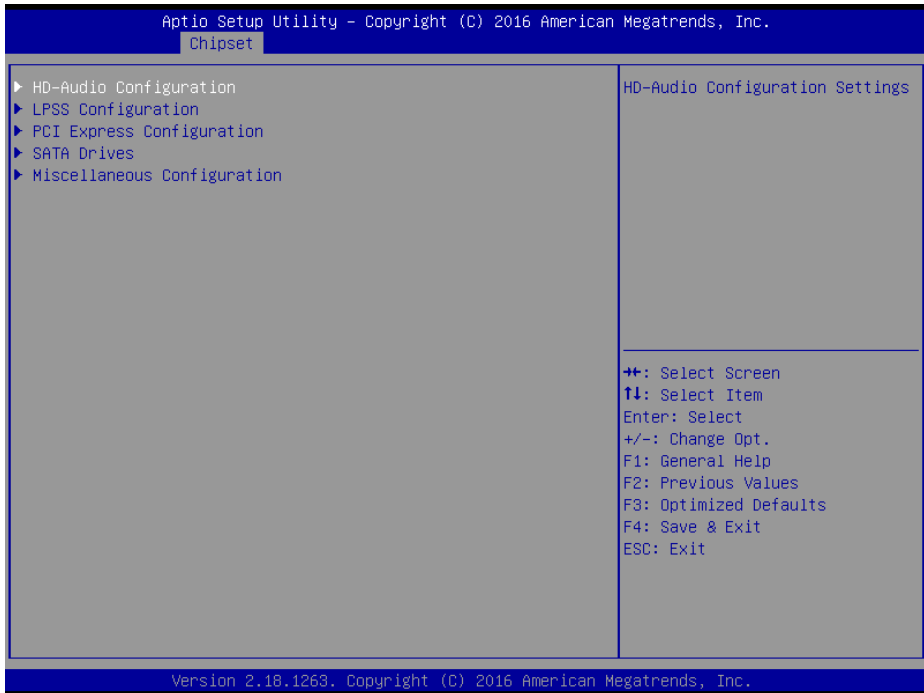 Aptio Setup Utility – Copyright (C) 2016 American Megatrends, Inc.
Chipset
▶ HD-Audio Configuration
▶ LPSS Configuration
▶ PCI Express Configuration
▶ SATA Drives
▶ Miscellaneous Configuration
HD-Audio Configuration Settings
→←: Select Screen
↑↓: Select Item
Enter: Select
+/-: Change Opt.
F1: General Help
F2: Previous Values
F3: Optimized Defaults
F4: Save & Exit
ESC: Exit
Version 2.18.1263. Copyright (C) 2016 American Megatrends, Inc.